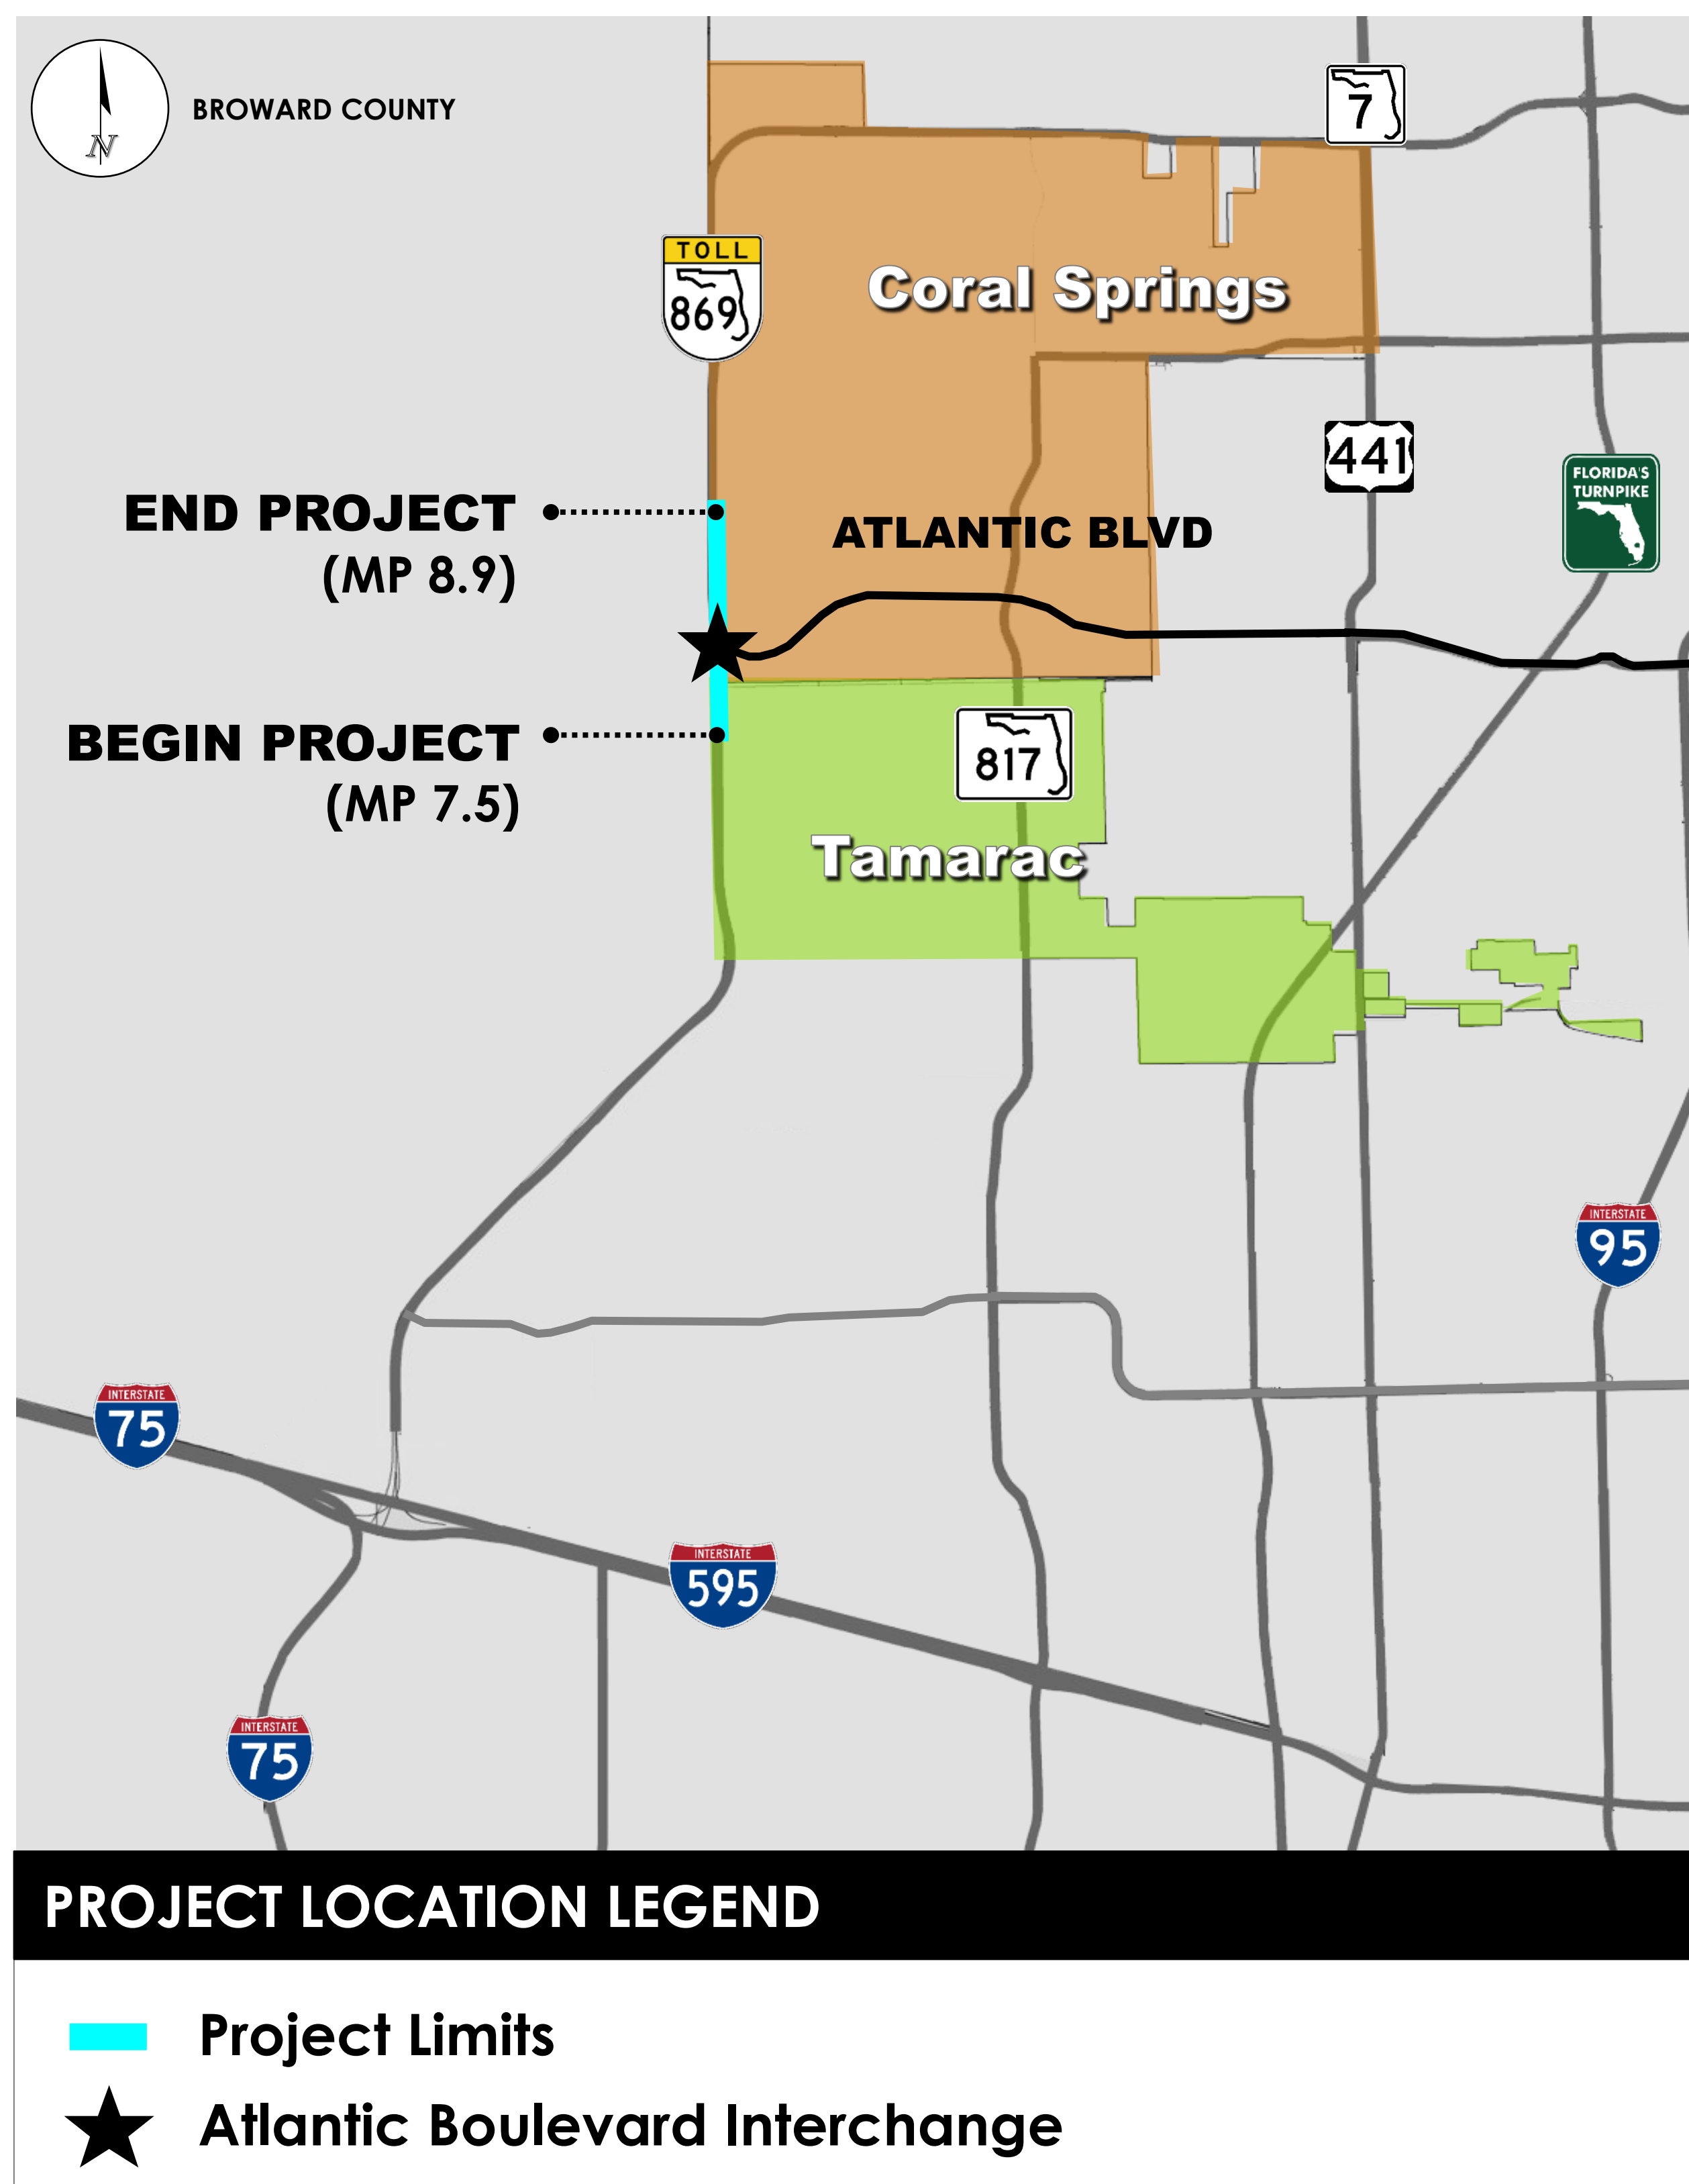 N
BROWARD COUNTY
7
TOLL
869
Coral Springs
441
FLORIDA'S
TURNPIKE
END PROJECT
(MP 8.9)
ATLANTIC BLVD
BEGIN PROJECT
(MP 7.5)
817
Tamarac
INTERSTATE
95
INTERSTATE
75
INTERSTATE
595
INTERSTATE
75
PROJECT LOCATION LEGEND
Project Limits
Atlantic Boulevard Interchange